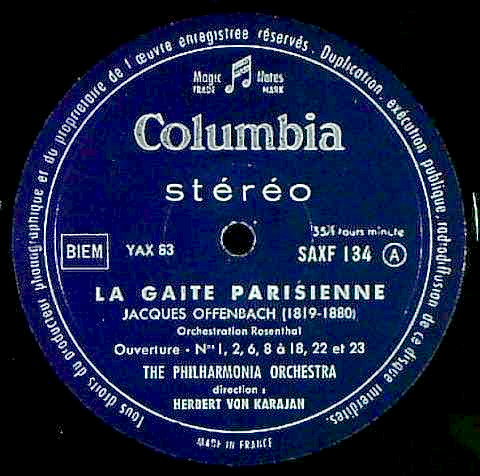 Tous droits du producteur phonographique et du propriétaire de l'œuvre enregistrée réservés. Duplication, exécution publique, radiodiffusion de ce disque interdites.
Magic Notes
TRADE MARK
Columbia
stéréo
33⅓ tours minute
BIEM YAX 63 SAXF 134 A
LA GAITE PARISIENNE
JACQUES OFFENBACH (1819-1880)
Orchestration Rosenthal
Ouverture - Nos 1, 2, 6, 8 à 18, 22 et 23
THE PHILHARMONIA ORCHESTRA
direction :
HERBERT VON KARAJAN
MADE IN FRANCE